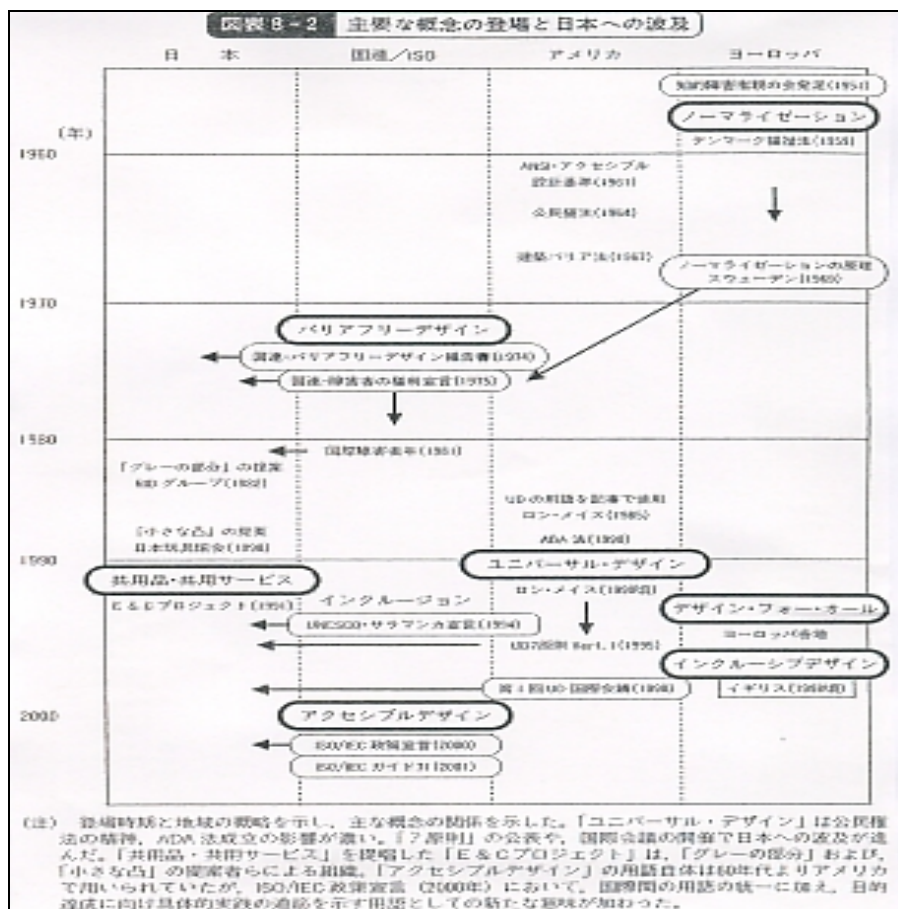 図表8-2 主要な概念の登場と日本への波及
日本 国連/ISO アメリカ ヨーロッパ
知的障害者親の会発足(1951)
(年)
ノーマライゼーション
デンマーク福祉法(1959)
1960
ANSI・アクセシブル
設計基準(1961)
公民権法(1964)
建築バリア法(1967)
ノーマライゼーションの原理
スウェーデン(1969)
1970
バリアフリーデザイン
国連・バリアフリーデザイン報告書(1974)
国連・障害者の権利宣言(1975)
1980
国際障害者年(1981)
「グレーの部分」の提案
グループ(1982)
UDの用語を記事で使用
ロン・メイス(1985)
「小さな凸」の提案
日本玩具協会(1990)
ADA法(1990)
1990
ユニバーサル・デザイン
共用品・共用サービス
ロン・メイス
E&Cプロジェクト(1991)
インクルージョン
デザイン・フォー・オール
UNESCO・サラマンカ宣言(1994)
ヨーロッパ各地
UD7原則 Ver1.1(1995)
インクルーシブデザイン
第1回UD国際会議(1998)
イギリス
2000
アクセシブルデザイン
ISO/IEC 政策宣言(2000)
ISO/IEC ガイド71(2001)
(注) 登場時期と地域の概略を示し、主な概念の関係を示した。「ユニバーサル・デザイン」は公民権
法の精神、ADA法成立の影響が濃い。「7原則」の公表や、国際会議の開催で日本への波及が進
んだ。「共用品・共用サービス」を提唱した「E&Cプロジェクト」は、「グレーの部分」および、
「小さな凸」の提案者らによる組織。「アクセシブルデザイン」の用語自体は60年代よりアメリカ
で用いられていたが、ISO/IEC政策宣言(2000年)において、国際間の用語の統一に加え、目的
達成に向け具体的実践の道筋を示す用語としての新たな意味が加わった。